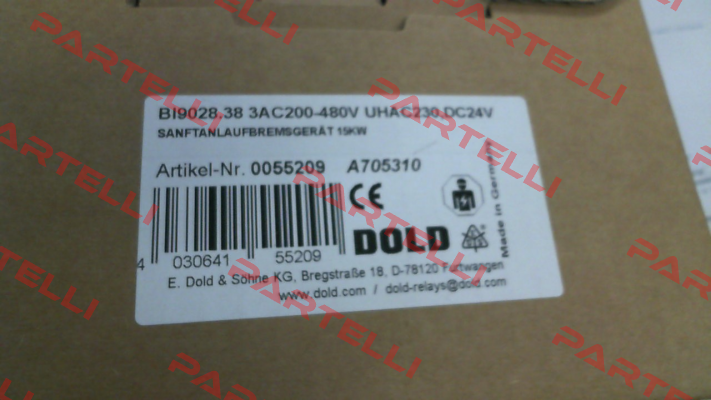 BI9028.38 3AC200-480V UHAC230 DC24V
SANFTANLAUFBREMSGERÄT 15KW
Artikel-Nr. 0055209 A705310
CE
Made in Germany
DOLD
4 030641 55209
E. Dold & Söhne KG, Bregstraße 18, D-78120 Furtwangen
www.dold.com / dold-relays@dold.com
PARTELLI
PARTELLI
PARTELLI
PARTELLI
PARTELLI
PARTELLI
PARTELLI